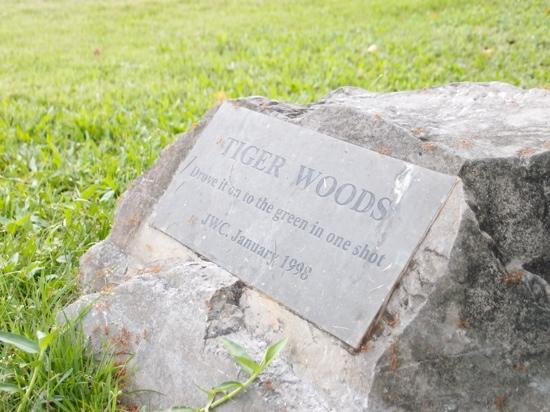 TIGER WOODS
Drove it on to the green in one shot
JWC, January 1998